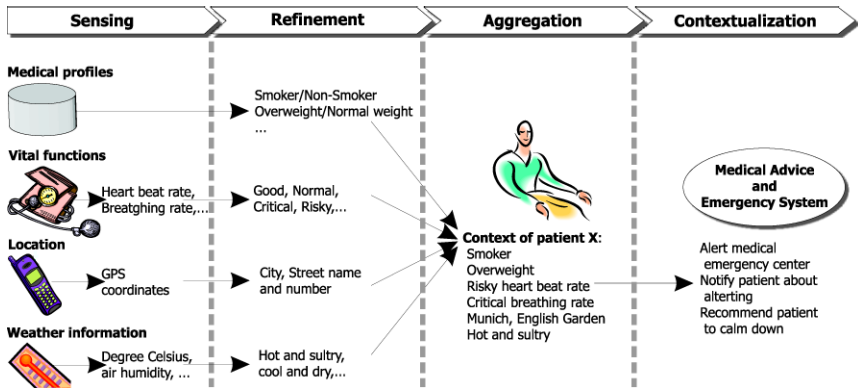 Sensing
Refinement
Aggregation
Contextualization
Medical profiles
Smoker/Non-Smoker
Overweight/Normal weight
...
Vital functions
Heart beat rate,
Breatghing rate,...
Good, Normal,
Critical, Risky,...
Location
GPS
coordinates
City, Street name
and number
Weather information
Degree Celsius,
air humidity, ...
Hot and sultry,
cool and dry,...
Context of patient X:
Smoker
Overweight
Risky heart beat rate
Critical breathing rate
Munich, English Garden
Hot and sultry
Medical Advice
and
Emergency System
Alert medical
emergency center
Notify patient about
altering
Recommend patient
to calm down